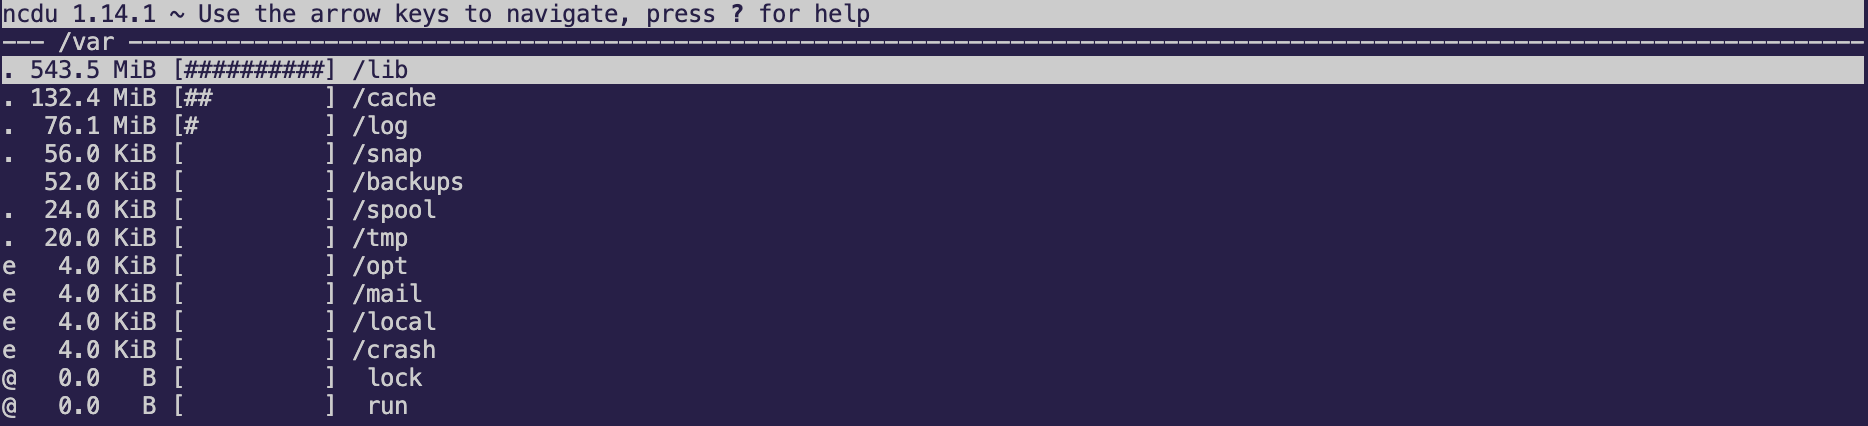 ncdu 1.14.1 ~ Use the arrow keys to navigate, press ? for help
--- /var ----------------------------------------------------------------------------------------------------------------------------
. 543.5 MiB [##########] /lib
. 132.4 MiB [##        ] /cache
.  76.1 MiB [#         ] /log
.  56.0 KiB [          ] /snap
   52.0 KiB [          ] /backups
.  24.0 KiB [          ] /spool
.  20.0 KiB [          ] /tmp
e   4.0 KiB [          ] /opt
e   4.0 KiB [          ] /mail
e   4.0 KiB [          ] /local
e   4.0 KiB [          ] /crash
@   0.0   B [          ]  lock
@   0.0   B [          ]  run